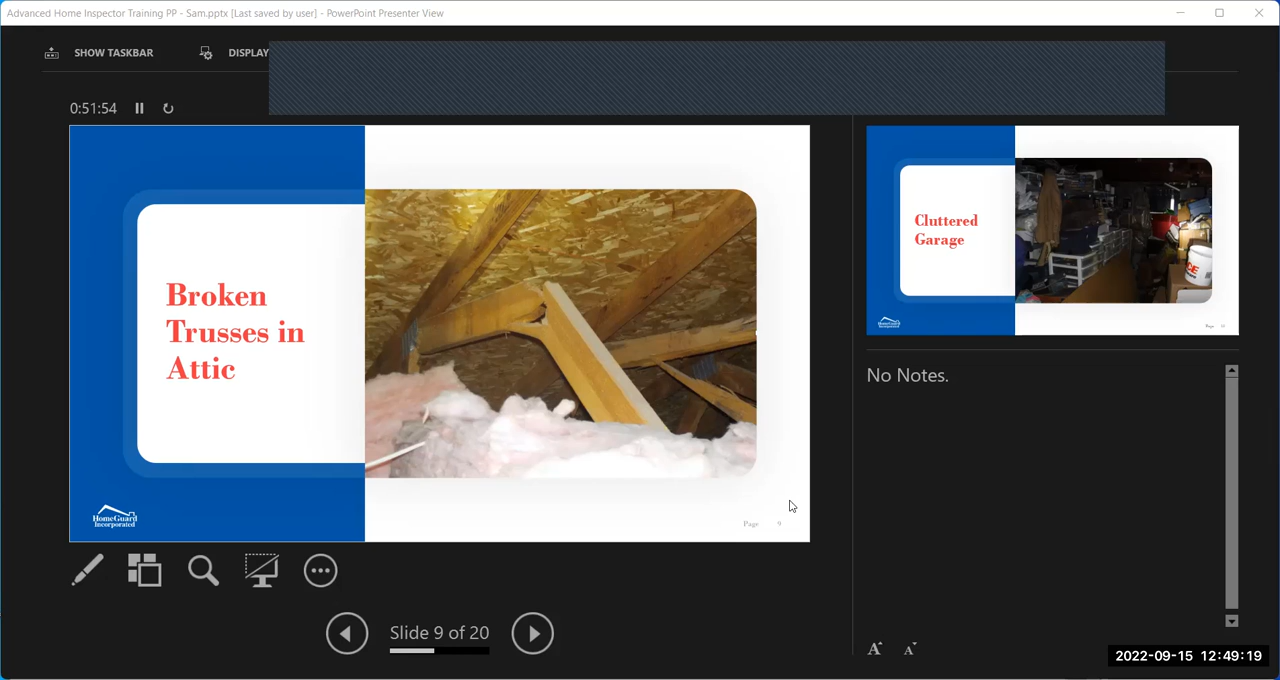 Advanced Home Inspector Training PP - Sam.pptx [Last saved by user] - PowerPoint Presenter View
SHOW TASKBAR
DISPLAY
0:51:54
Broken
Trusses in
Attic
HomeGuard
Incorporated
Page 9
Slide 9 of 20
Cluttered
Garage
Page
No Notes.
A A
2022-09-15 12:49:19